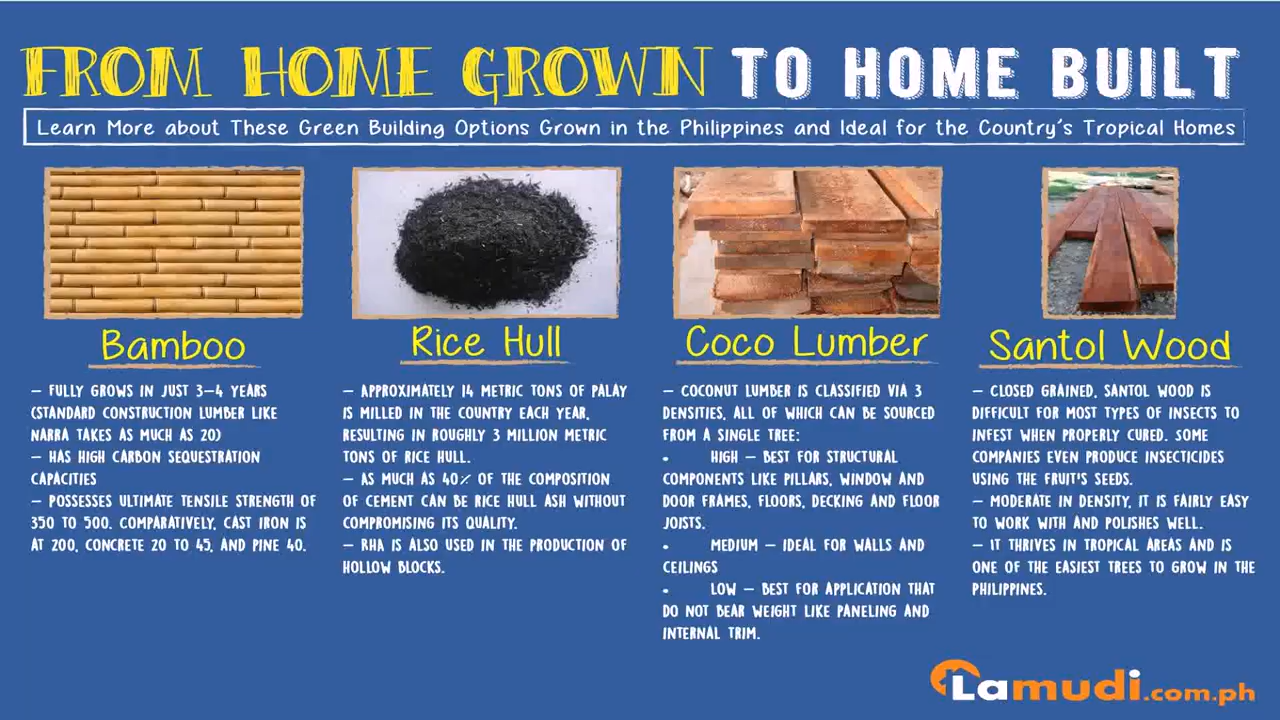 FROM HOME GROWN TO HOME BUILT
Learn More about These Green Building Options Grown in the Philippines and Ideal for the Country's Tropical Homes
Bamboo
– FULLY GROWS IN JUST 3–4 YEARS
(STANDARD CONSTRUCTION LUMBER LIKE
NARRA TAKES AS MUCH AS 20)
– HAS HIGH CARBON SEQUESTRATION
CAPACITIES
– POSSESSES ULTIMATE TENSILE STRENGTH OF
350 TO 500. COMPARATIVELY, CAST IRON IS
AT 200, CONCRETE 20 TO 45, AND PINE 40.
Rice Hull
– APPROXIMATELY 14 METRIC TONS OF PALAY
IS MILLED IN THE COUNTRY EACH YEAR,
RESULTING IN ROUGHLY 3 MILLION METRIC
TONS OF RICE HULL.
– AS MUCH AS 40% OF THE COMPOSITION
OF CEMENT CAN BE RICE HULL ASH WITHOUT
COMPROMISING ITS QUALITY.
– RHA IS ALSO USED IN THE PRODUCTION OF
HOLLOW BLOCKS.
Coco Lumber
– COCONUT LUMBER IS CLASSIFIED VIA 3
DENSITIES, ALL OF WHICH CAN BE SOURCED
FROM A SINGLE TREE:
• HIGH – BEST FOR STRUCTURAL
COMPONENTS LIKE PILLARS, WINDOW AND
DOOR FRAMES, FLOORS, DECKING AND FLOOR
JOISTS.
• MEDIUM – IDEAL FOR WALLS AND
CEILINGS
• LOW – BEST FOR APPLICATION THAT
DO NOT BEAR WEIGHT LIKE PANELING AND
INTERNAL TRIM.
Santol Wood
– CLOSED GRAINED, SANTOL WOOD IS
DIFFICULT FOR MOST TYPES OF INSECTS TO
INFEST WHEN PROPERLY CURED. SOME
COMPANIES EVEN PRODUCE INSECTICIDES
USING THE FRUIT'S SEEDS.
– MODERATE IN DENSITY, IT IS FAIRLY EASY
TO WORK WITH AND POLISHES WELL.
– IT THRIVES IN TROPICAL AREAS AND IS
ONE OF THE EASIEST TREES TO GROW IN THE
PHILIPPINES.
Lamudi.com.ph